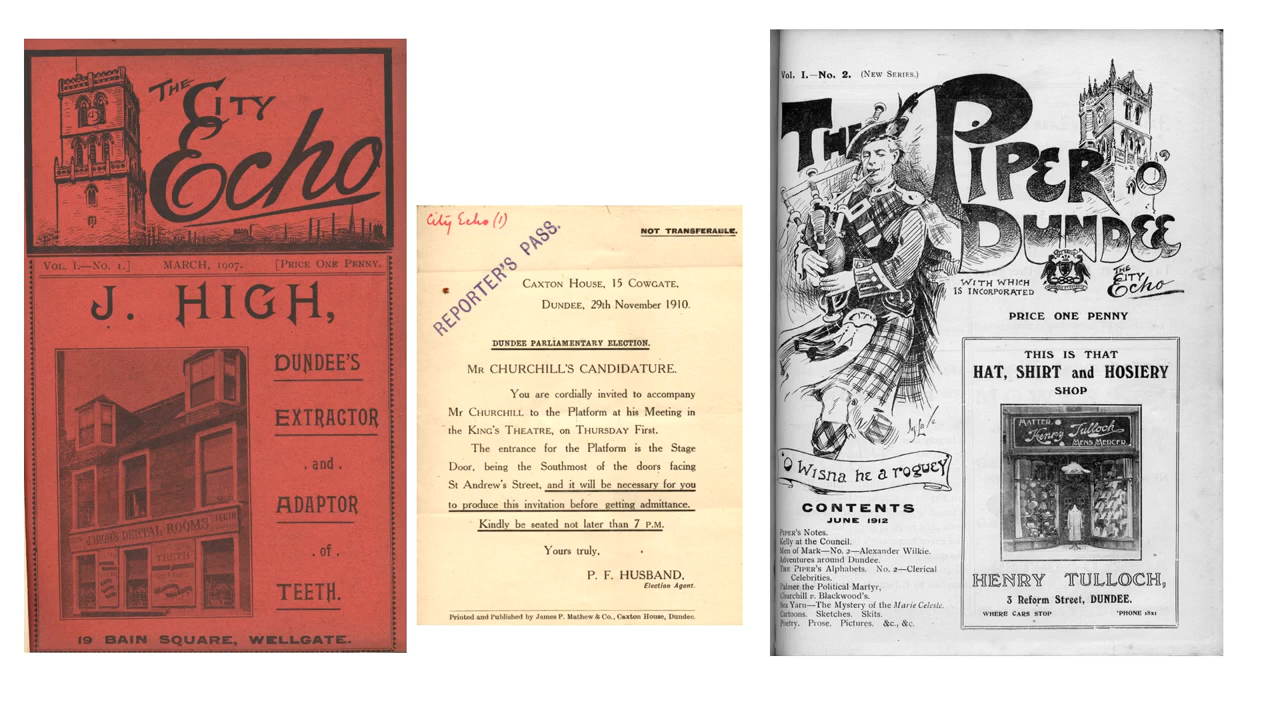 THE CITY Echo
VOL. I.—No. 1.] MARCH, 1907. [PRICE ONE PENNY.
J. HIGH,
J. HIGH'S DENTAL ROOMS
TEETH
DUNDEE'S
EXTRACTOR
. and .
ADAPTOR
. of .
TEETH.
19 BAIN SQUARE, WELLGATE.
City Echo (1)
REPORTER'S PASS.
NOT TRANSFERABLE.
CAXTON HOUSE, 15 COWGATE,
DUNDEE, 29th November 1910.
DUNDEE PARLIAMENTARY ELECTION.
MR CHURCHILL'S CANDIDATURE.
You are cordially invited to accompany
Mr CHURCHILL to the Platform at his Meeting in
the KING'S THEATRE, on THURSDAY First.
The entrance for the Platform is the Stage
Door, being the Southmost of the doors facing
St Andrew's Street, and it will be necessary for you
to produce this invitation before getting admittance.
Kindly be seated not later than 7 P.M.
Yours truly,
P. F. HUSBAND,
Election Agent.
Printed and Published by James P. Mathew & Co., Caxton House, Dundee.
Vol. I.—No. 2. (NEW SERIES.)
THE PIPER O DUNDEE
WITH WHICH
IS INCORPORATED
THE CITY Echo
PRICE ONE PENNY
'O WISNA HE A ROGUEY'
CONTENTS
JUNE 1912
PIPER'S Notes.
Kelly at the Council.
Men of Mark—No. 2—Alexander Wilkie.
Adventures around Dundee.
THE PIPER'S Alphabets. No. 2—Clerical
Celebrities.
Palmer the Political Martyr,
Churchill v. Blackwood's.
Sea Yarn—The Mystery of the Marie Celeste.
Cartoons. Sketches. Skits.
Poetry. Prose. Pictures. &c., &c.
THIS IS THAT
HAT, SHIRT and HOSIERY
SHOP
HATTER. Henry Tulloch MENS MERCER.
HENRY TULLOCH,
3 Reform Street, DUNDEE.
WHERE CARS STOP 'PHONE 1821